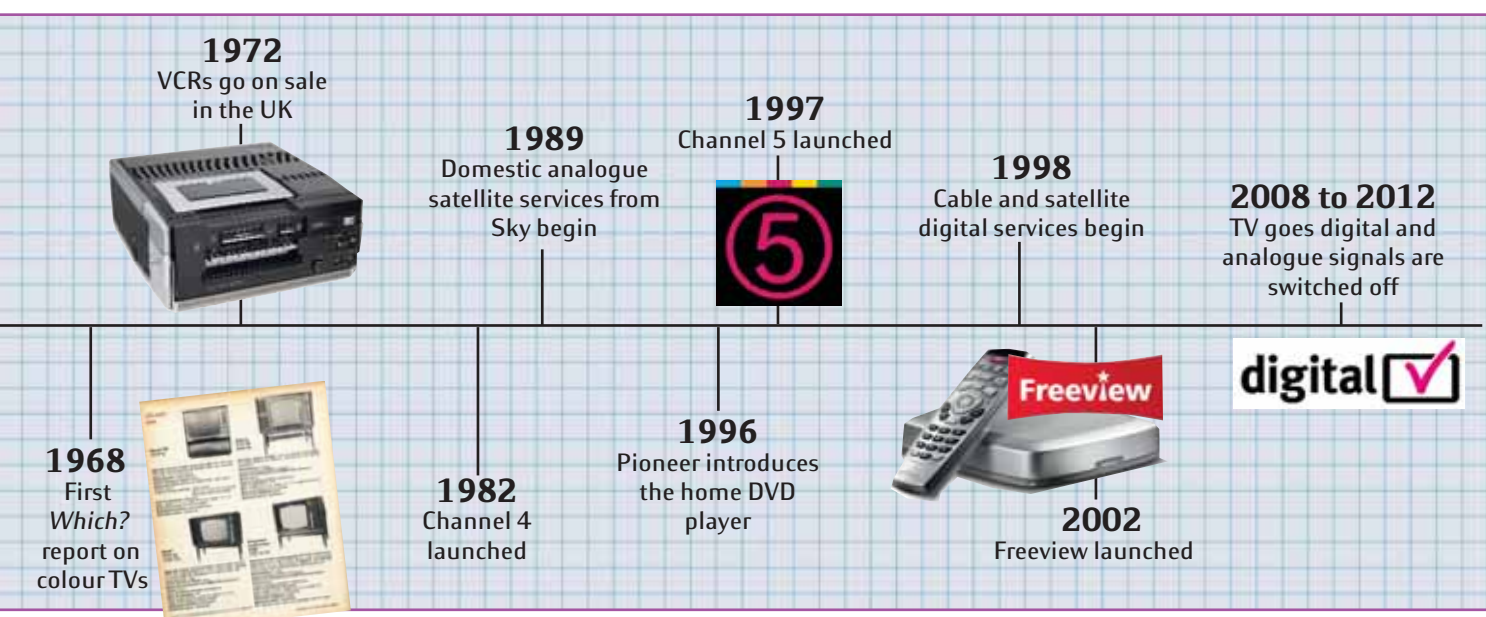 1972
VCRs go on sale
in the UK
1989
Domestic analogue
satellite services from
Sky begin
1997
Channel 5 launched
5
1998
Cable and satellite
digital services begin
2008 to 2012
TV goes digital and
analogue signals are
switched off
1968
First
Which?
report on
colour TVs
1982
Channel 4
launched
1996
Pioneer introduces
the home DVD
player
Freeview
2002
Freeview launched
digital